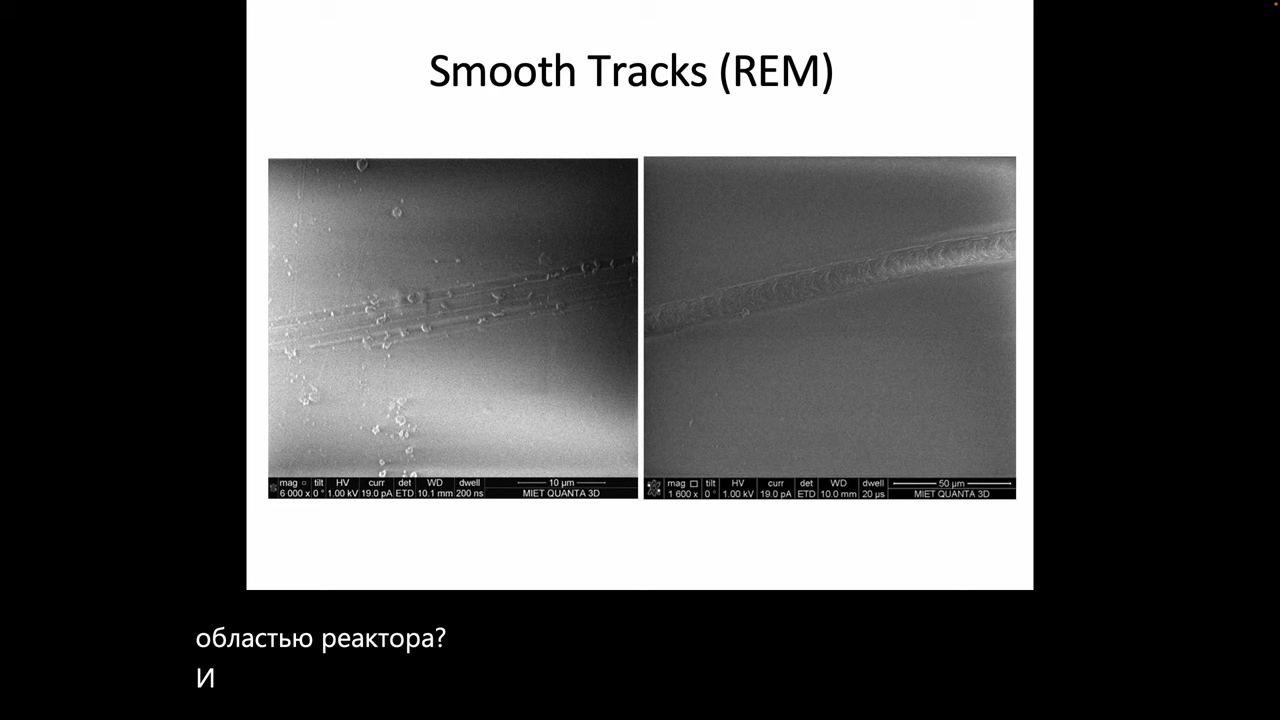 Smooth Tracks (REM)
mag tilt HV curr det WD dwell 10 µm
6 000 x 0 ° 1.00 kV 19.0 pA ETD 10.1 mm 200 ns MIET QUANTA 3D
mag tilt HV curr det WD dwell 50 µm
1 600 x 0 ° 1.00 kV 19.0 pA ETD 10.0 mm 20 µs MIET QUANTA 3D
областью реактора?
И